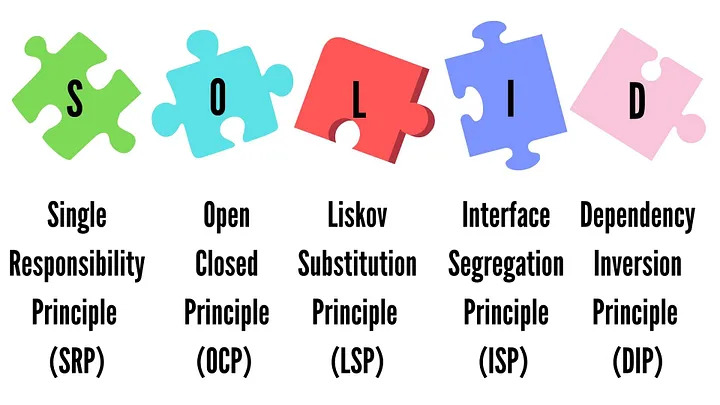 S O L I D
Single Open Liskov Interface Dependency
Responsibility Closed Substitution Segregation Inversion
Principle Principle Principle Principle Principle
(SRP) (OCP) (LSP) (ISP) (DIP)